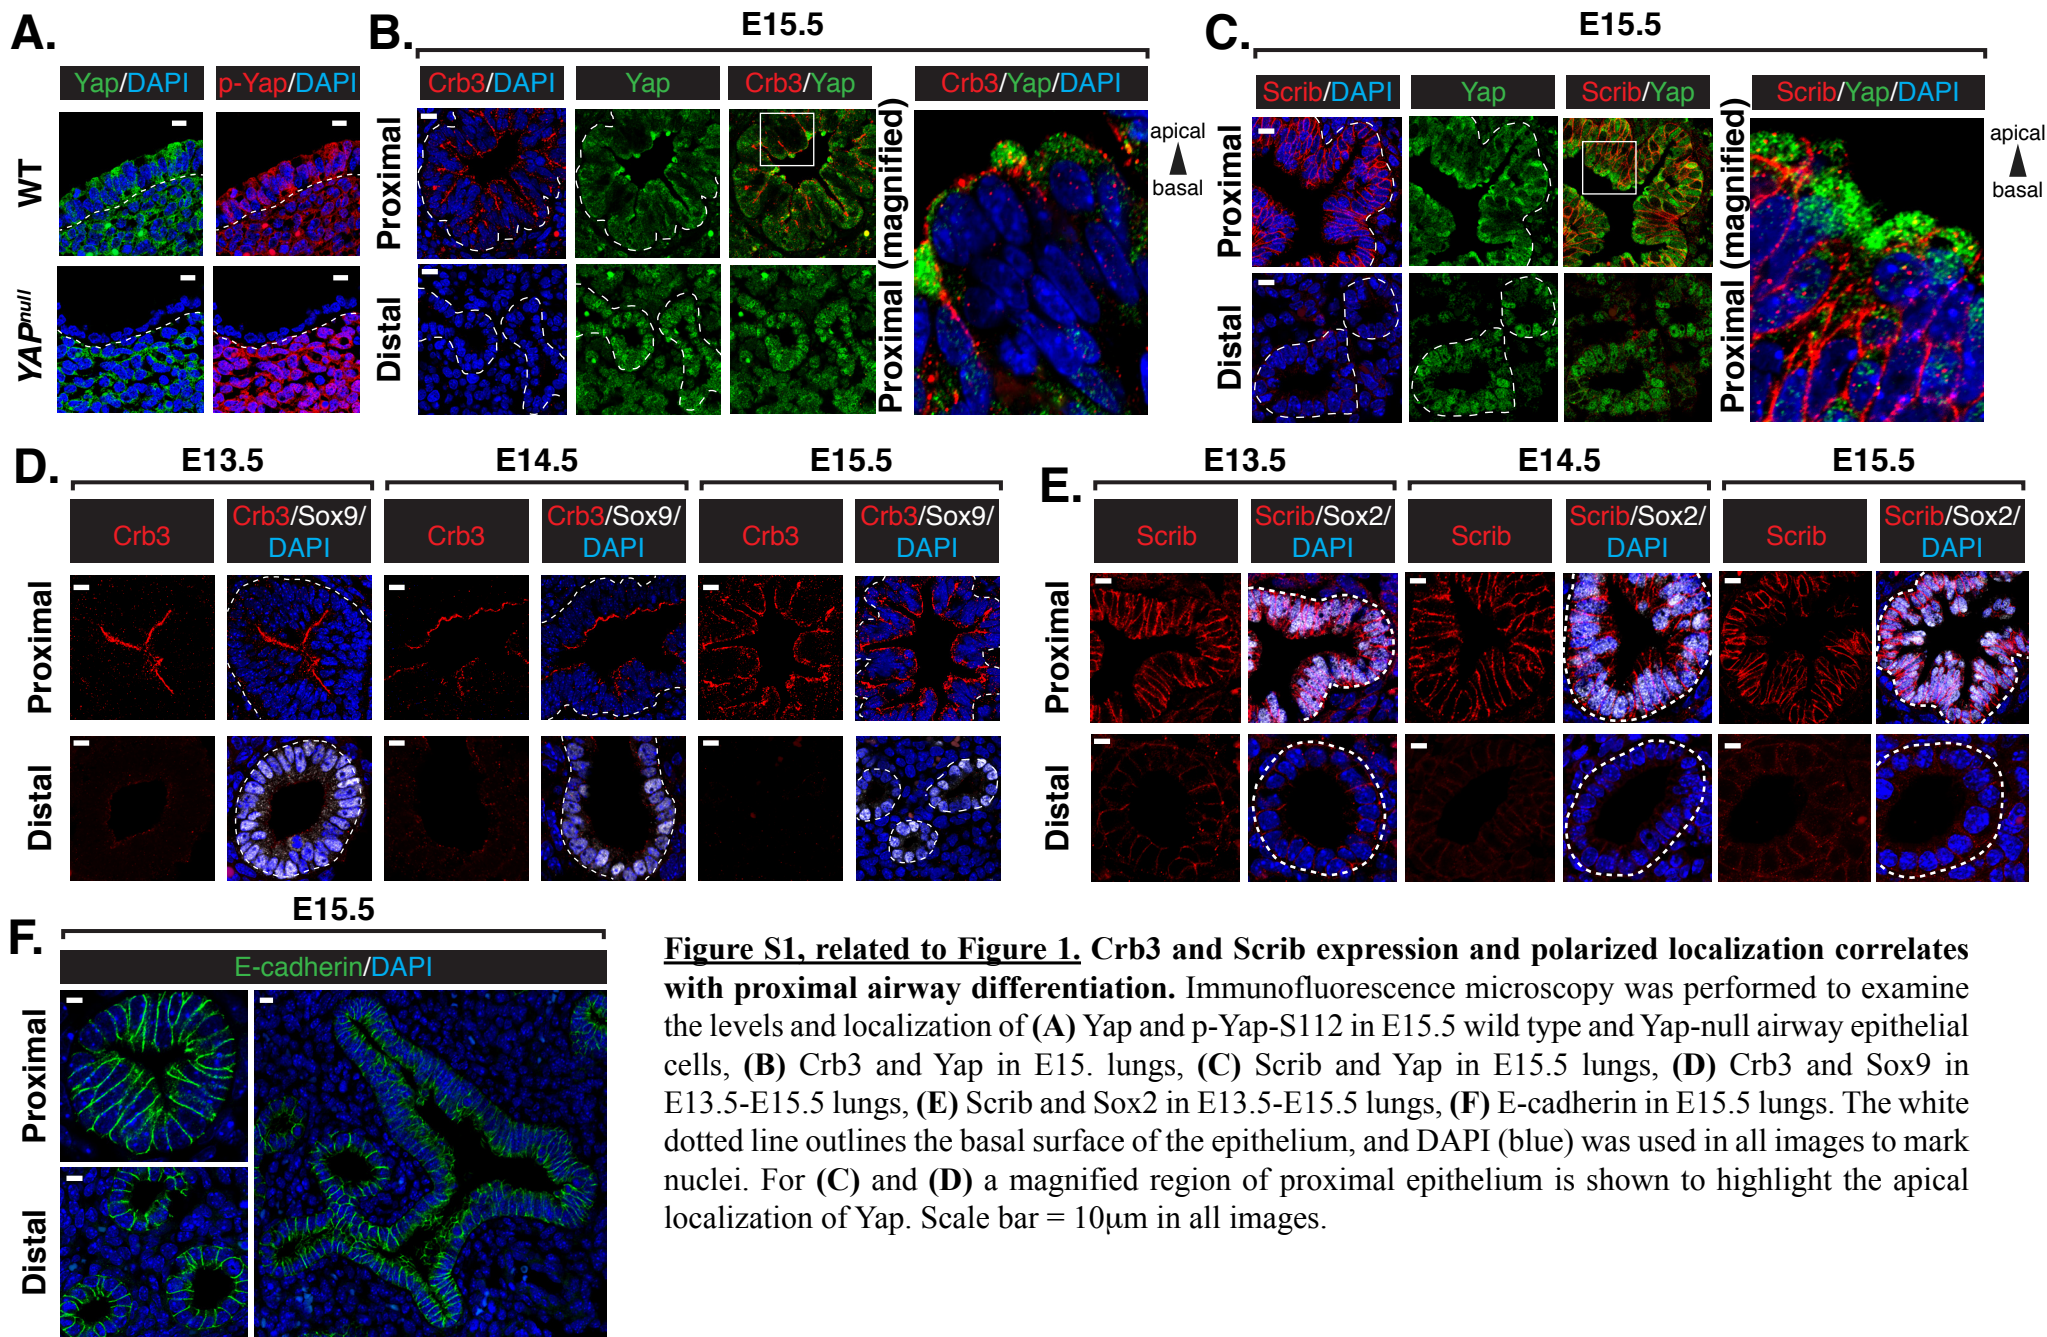 A.
Yap/DAPI
p-Yap/DAPI
WT
YAPnull
B.
E15.5
Crb3/DAPI
Yap
Crb3/Yap
Crb3/Yap/DAPI
Proximal
Distal
Proximal (magnified)
apical
basal
C.
E15.5
Scrib/DAPI
Yap
Scrib/Yap
Scrib/Yap/DAPI
Proximal
Distal
Proximal (magnified)
apical
basal
D.
E13.5
E14.5
E15.5
Crb3
Crb3/Sox9/
DAPI
Crb3
Crb3/Sox9/
DAPI
Crb3
Crb3/Sox9/
DAPI
Proximal
Distal
E.
E13.5
E14.5
E15.5
Scrib
Scrib/Sox2/
DAPI
Scrib
Scrib/Sox2/
DAPI
Scrib
Scrib/Sox2/
DAPI
Proximal
Distal
F.
E15.5
E-cadherin/DAPI
Proximal
Distal
Figure S1, related to Figure 1. Crb3 and Scrib expression and polarized localization correlates
with proximal airway differentiation. Immunofluorescence microscopy was performed to examine
the levels and localization of (A) Yap and p-Yap-S112 in E15.5 wild type and Yap-null airway epithelial
cells, (B) Crb3 and Yap in E15. lungs, (C) Scrib and Yap in E15.5 lungs, (D) Crb3 and Sox9 in
E13.5-E15.5 lungs, (E) Scrib and Sox2 in E13.5-E15.5 lungs, (F) E-cadherin in E15.5 lungs. The white
dotted line outlines the basal surface of the epithelium, and DAPI (blue) was used in all images to mark
nuclei. For (C) and (D) a magnified region of proximal epithelium is shown to highlight the apical
localization of Yap. Scale bar = 10μm in all images.